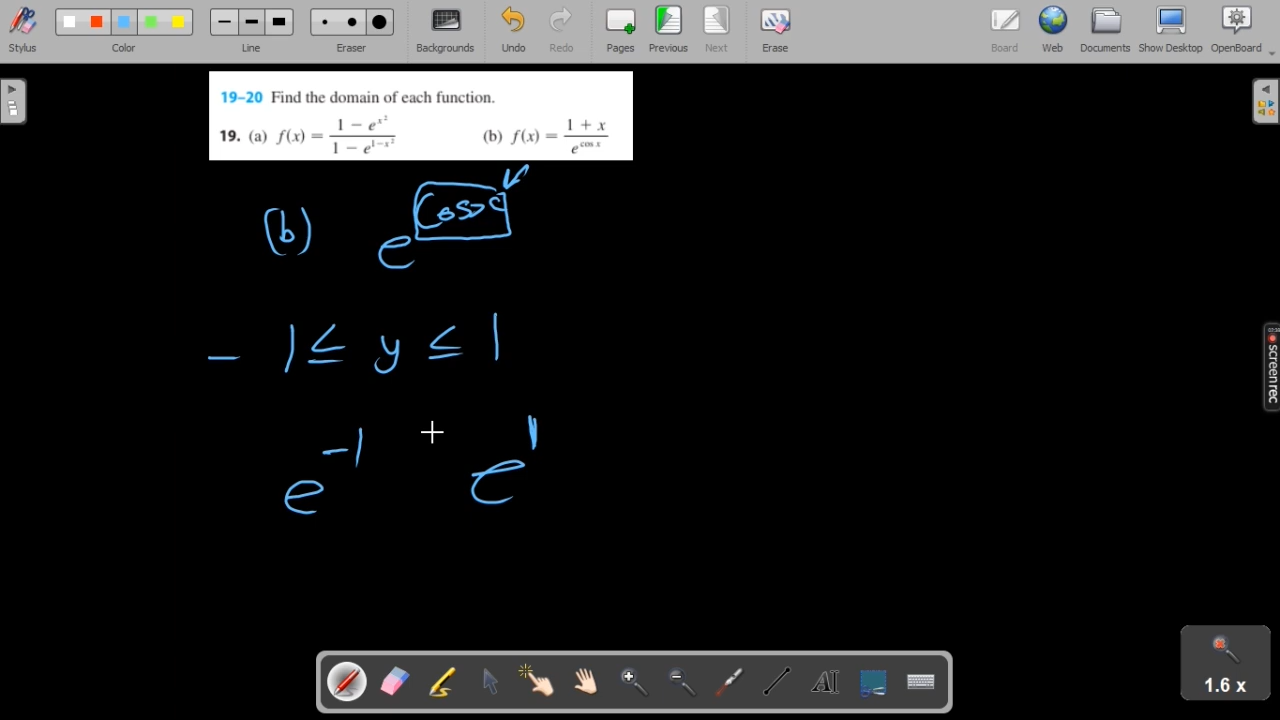 Stylus Color Line Eraser Backgrounds Undo Redo Pages Previous Next Erase Board Web Documents Show Desktop OpenBoard
19–20 Find the domain of each function.
19. (a) f(x) = (1 − e^{x²})/(1 − e^{1−x²}) (b) f(x) = (1 + x)/e^{cos x}
(b) e^{cos x}
− 1 ≤ y ≤ 1
e^{−1} e^{1}
screen rec
1.6 x